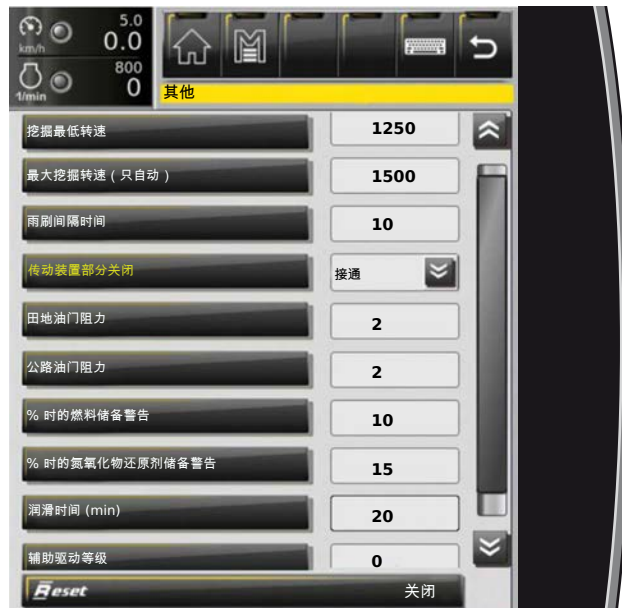 5.0
km/h 0.0
800
1/min 0
其他
挖掘最低转速 1250
最大挖掘转速 ( 只自动 ) 1500
雨刷间隔时间 10
传动装置部分关闭 接通
田地油门阻力 2
公路油门阻力 2
% 时的燃料储备警告 10
% 时的氮氧化物还原剂储备警告 15
润滑时间 (min) 20
辅助驱动等级 0
Reset 关闭